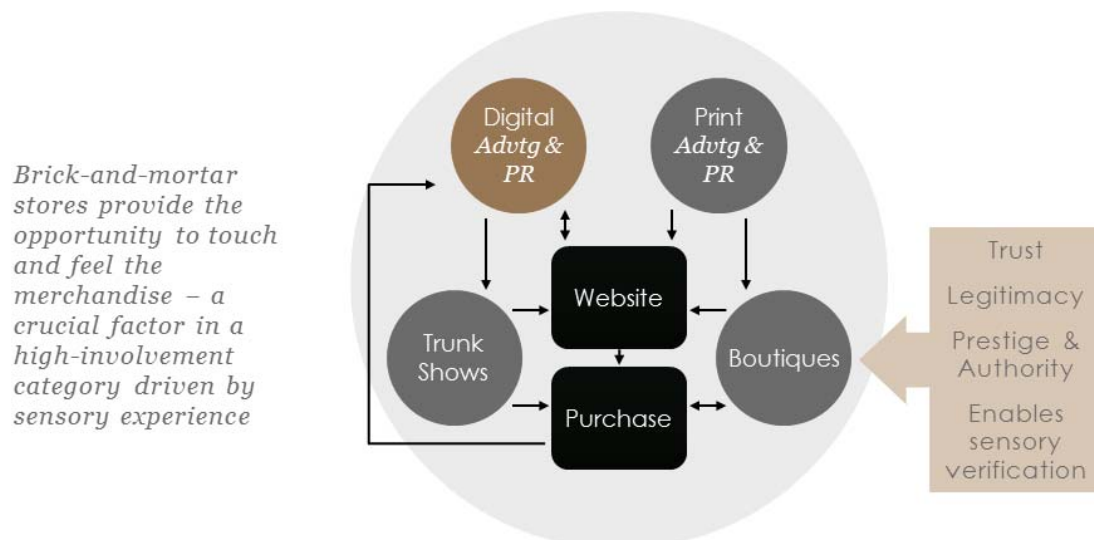 Brick-and-mortar
stores provide the
opportunity to touch
and feel the
merchandise – a
crucial factor in a
high-involvement
category driven by
sensory experience
Digital
Advtg &
PR
Print
Advtg &
PR
Website
Trunk
Shows
Boutiques
Purchase
Trust
Legitimacy
Prestige &
Authority
Enables
sensory
verification